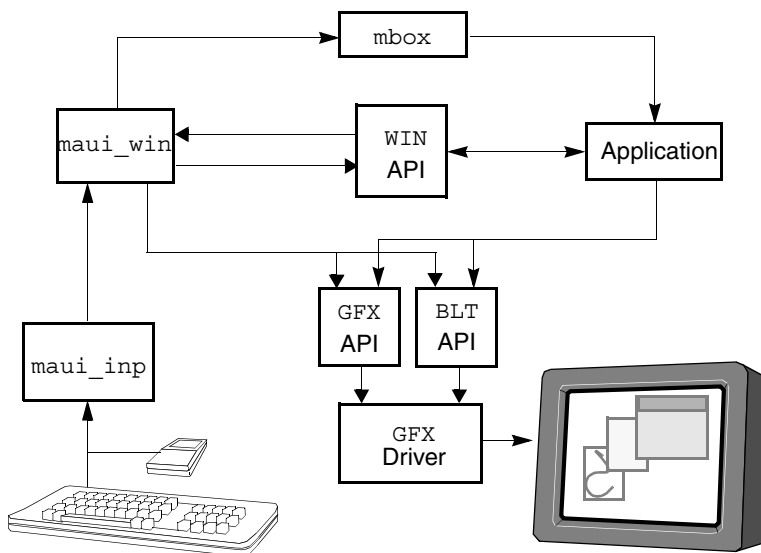 mbox
maui_win
WIN
API
Application
GFX
API
BLT
API
maui_inp
GFX
Driver